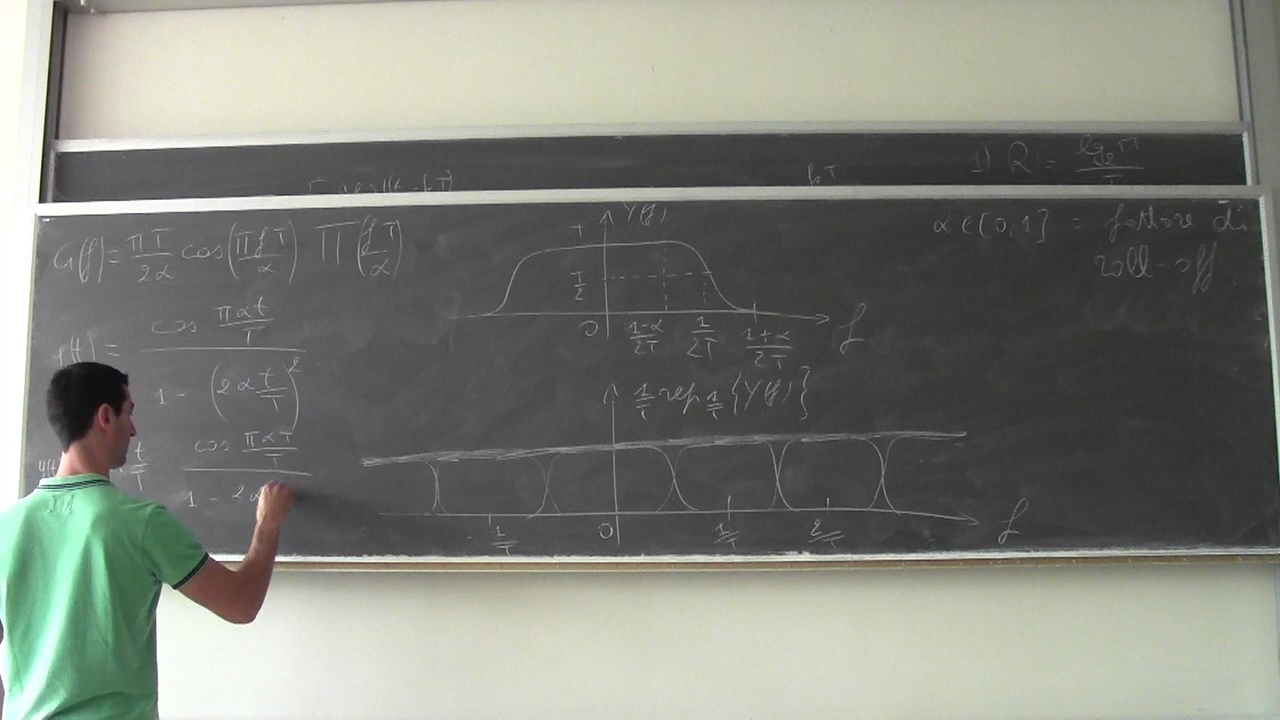 1) R = log₂ M / T
G(f) = πT/2α cos(πfT/α) Π(fT/α)
cos παt/T
1 - (2αt/T)²
t/T cos παT/T
1 - 2α
Y(f)
T
T/2
0 1-α/2T 1/2T 1+α/2T f
1/T rep 1/T {Y(f)}
- 1/T 0 1/T 2/T f
α ∈ [0,1] = fattore di
roll-off